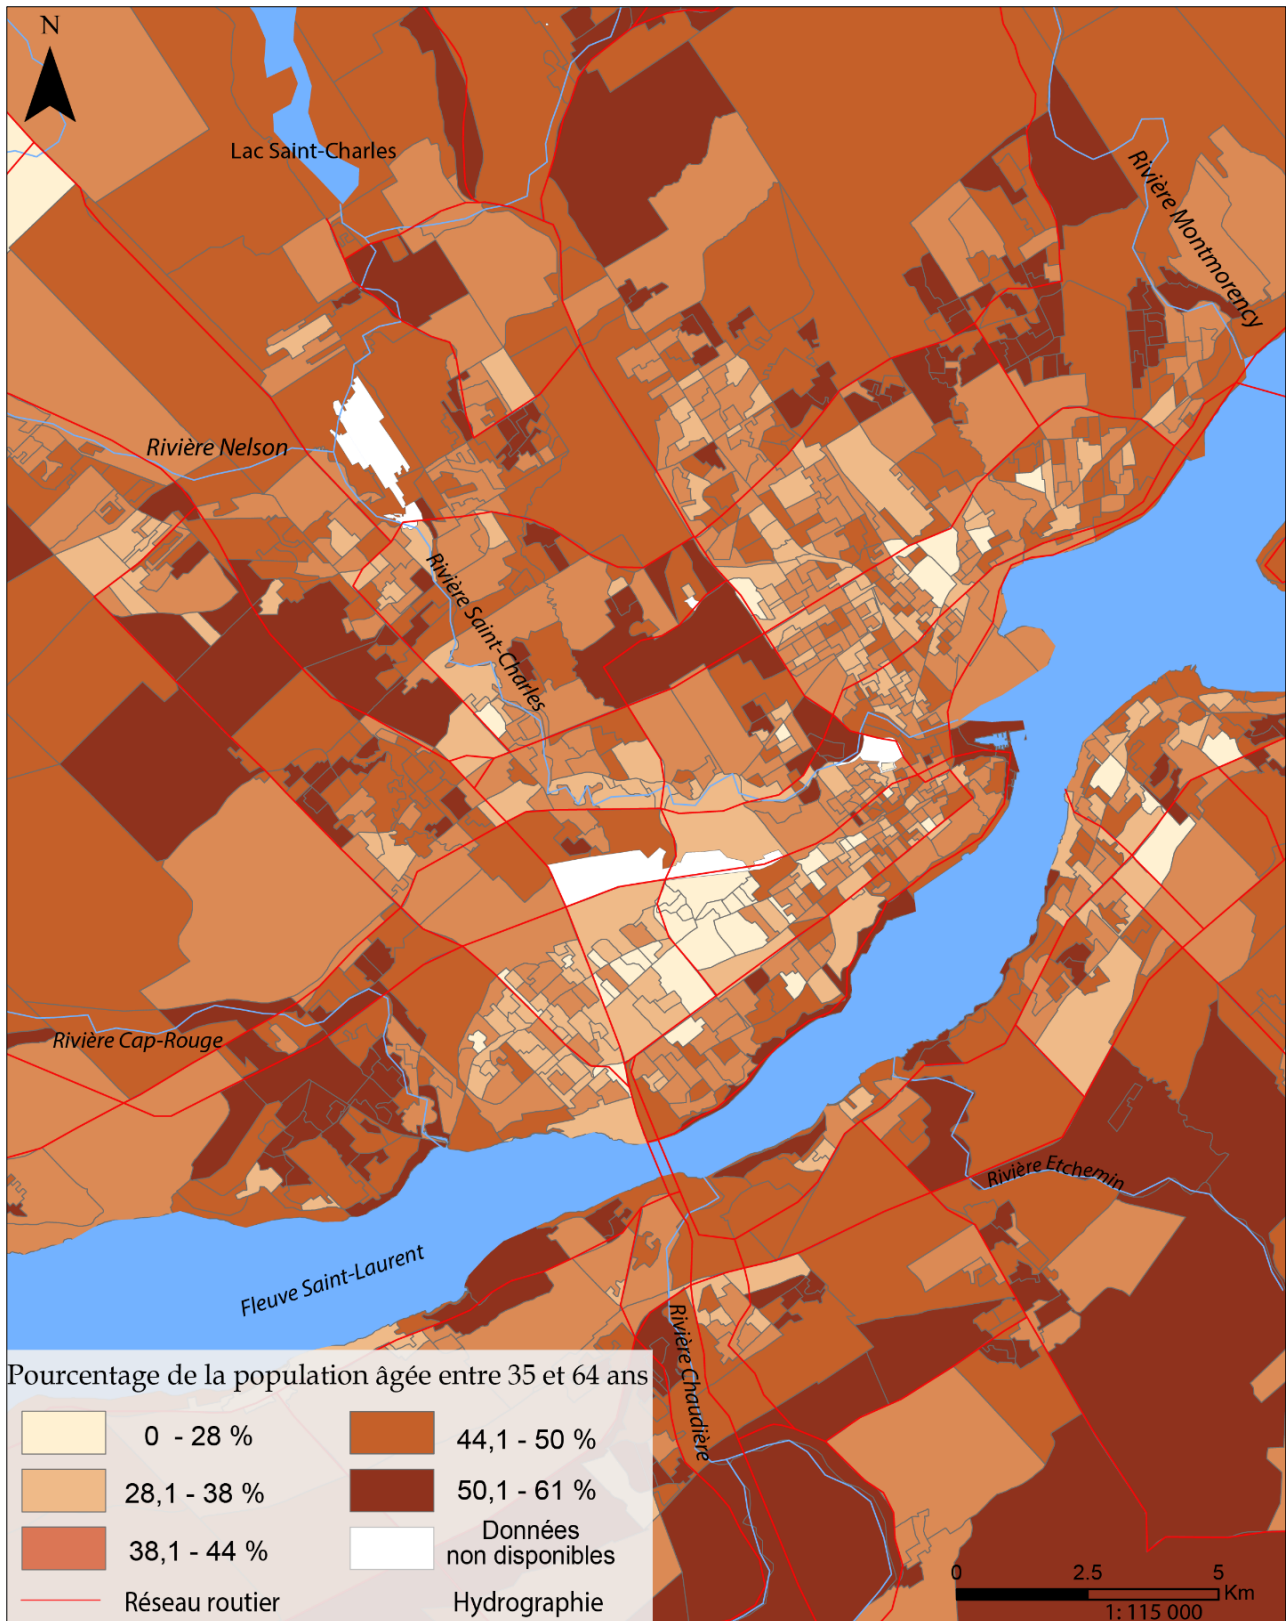 N
Lac Saint-Charles
Rivière Montmorency
Rivière Nelson
Rivière Saint-Charles
Rivière Cap-Rouge
Rivière Etchemin
Fleuve Saint-Laurent
Rivière Chaudière
Pourcentage de la population âgée entre 35 et 64 ans
0 - 28 %
28,1 - 38 %
38,1 - 44 %
44,1 - 50 %
50,1 - 61 %
Données
non disponibles
Réseau routier
Hydrographie
0 2.5 5
Km
1: 115 000